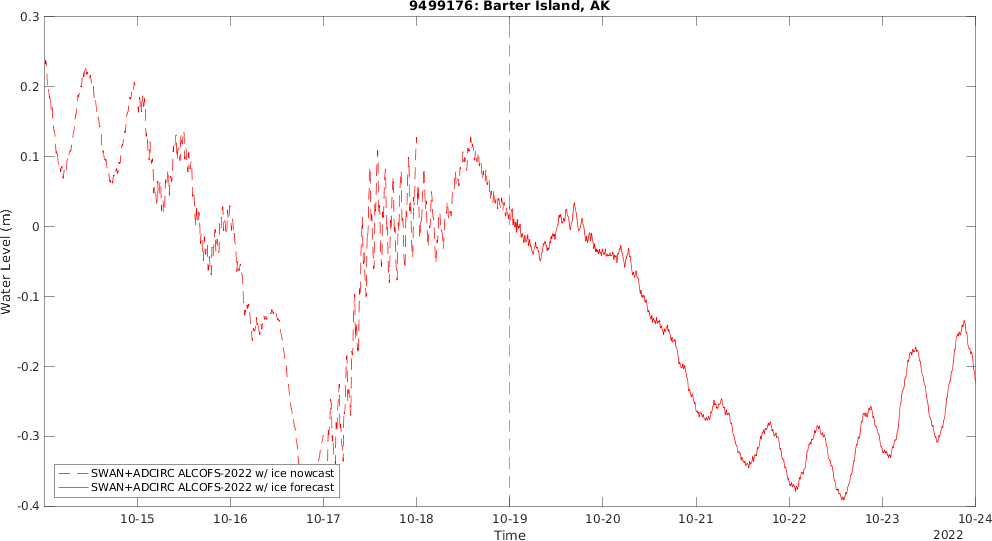 9499176: Barter Island, AK
Water Level (m)
0.3
0.2
0.1
0
-0.1
-0.2
-0.3
-0.4
SWAN+ADCIRC ALCOFS-2022 w/ ice nowcast
SWAN+ADCIRC ALCOFS-2022 w/ ice forecast
10-15 10-16 10-17 10-18 10-19 10-20 10-21 10-22 10-23 10-24
Time
2022